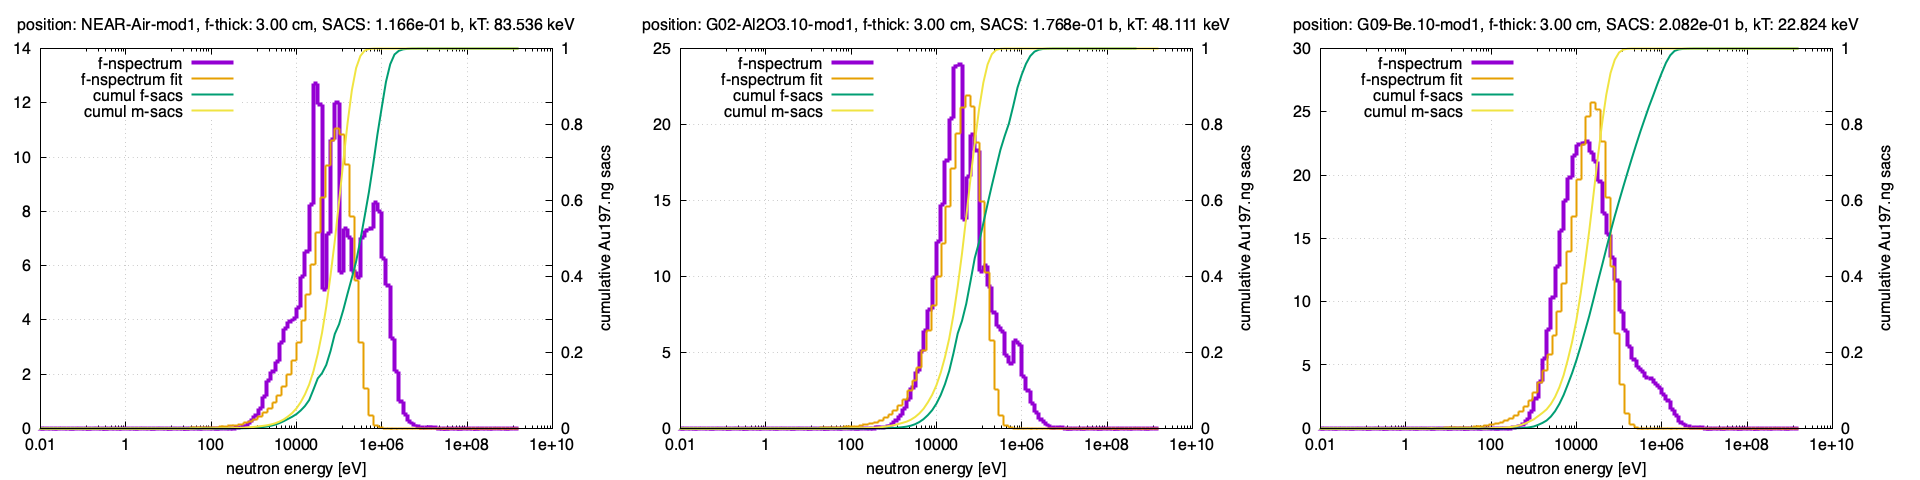 position: NEAR-Air-mod1, f-thick: 3.00 cm, SACS: 1.166e-01 b, kT: 83.536 keV
f-nspectrum
f-nspectrum fit
cumul f-sacs
cumul m-sacs
14
12
10
8
6
4
2
0
1
0.8
0.6
0.4
0.2
0
cumulative Au197.ng sacs
0.01 1 100 10000 1e+06 1e+08 1e+10
neutron energy [eV]
position: G02-Al2O3.10-mod1, f-thick: 3.00 cm, SACS: 1.768e-01 b, kT: 48.111 keV
f-nspectrum
f-nspectrum fit
cumul f-sacs
cumul m-sacs
25
20
15
10
5
0
1
0.8
0.6
0.4
0.2
0
cumulative Au197.ng sacs
0.01 1 100 10000 1e+06 1e+08 1e+10
neutron energy [eV]
position: G09-Be.10-mod1, f-thick: 3.00 cm, SACS: 2.082e-01 b, kT: 22.824 keV
f-nspectrum
f-nspectrum fit
cumul f-sacs
cumul m-sacs
30
25
20
15
10
5
0
1
0.8
0.6
0.4
0.2
0
cumulative Au197.ng sacs
0.01 1 100 10000 1e+06 1e+08 1e+10
neutron energy [eV]